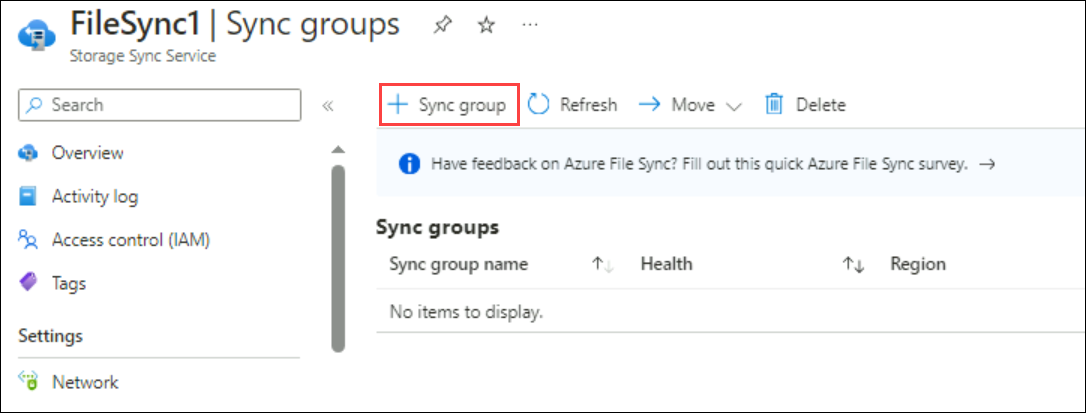 FileSync1 | Sync groups
Storage Sync Service
Search
Overview
Activity log
Access control (IAM)
Tags
Settings
Network
Sync group Refresh Move Delete
Have feedback on Azure File Sync? Fill out this quick Azure File Sync survey.
Sync groups
Sync group name Health Region
No items to display.